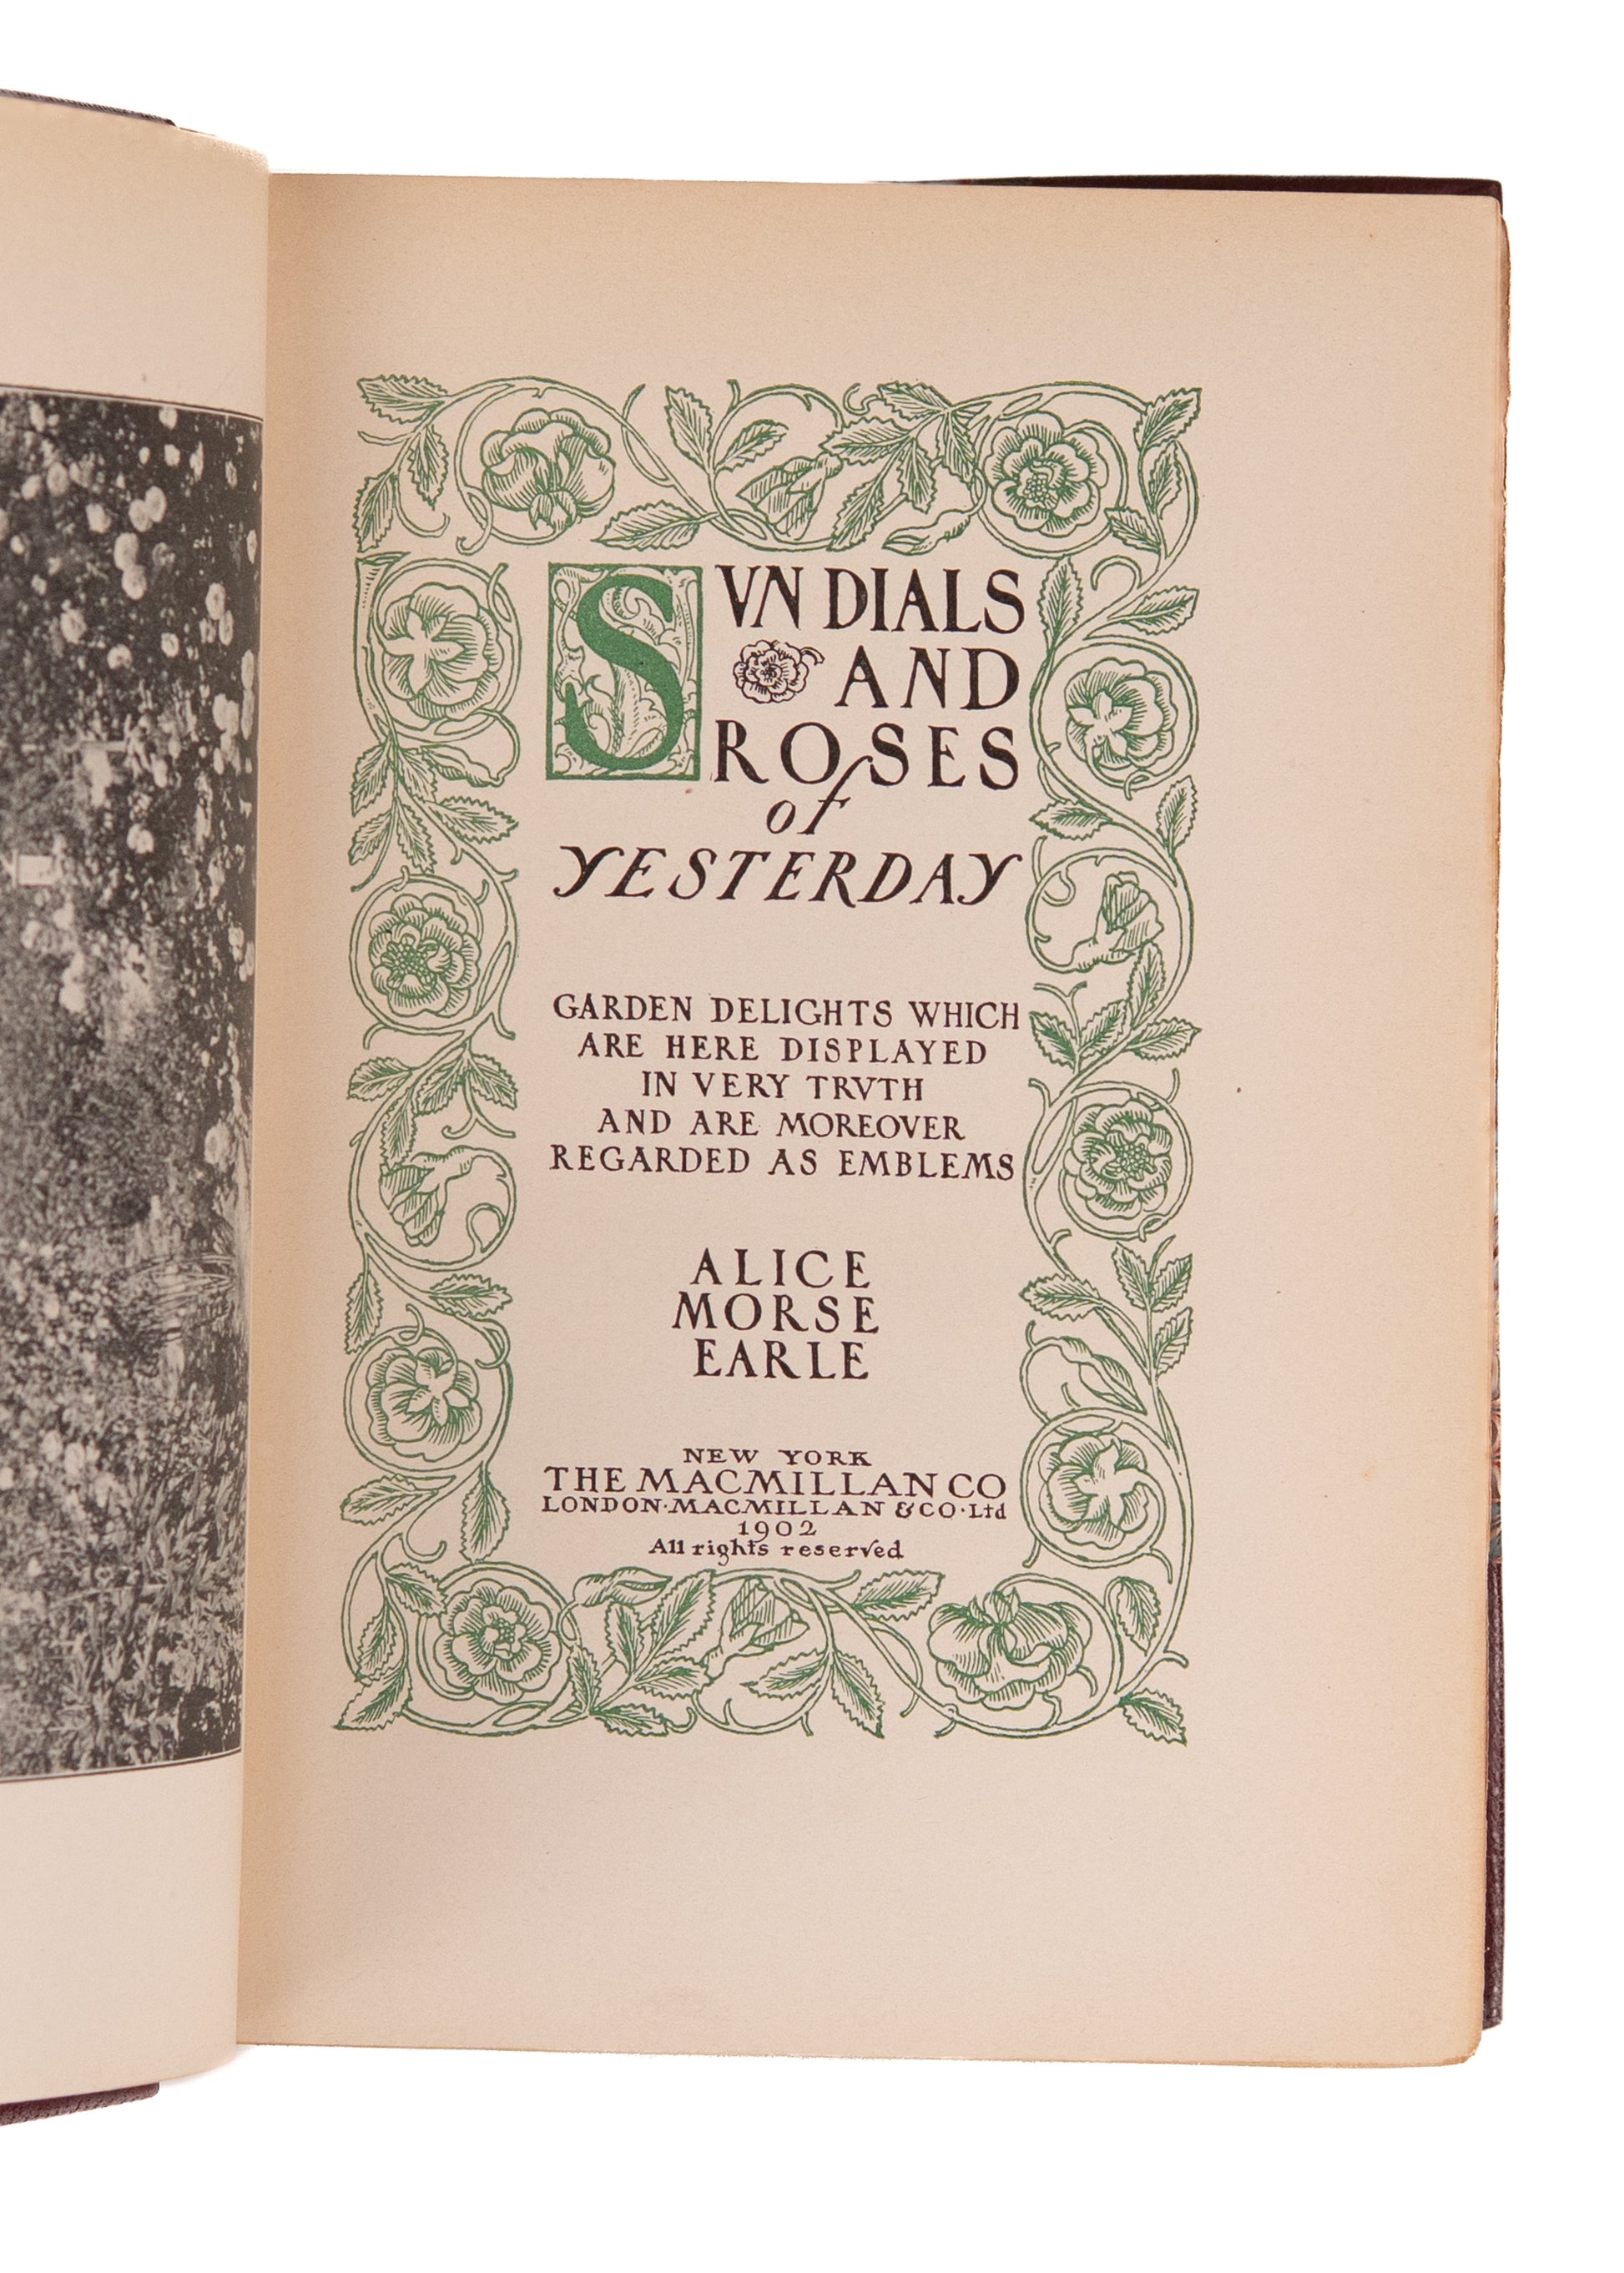 SVN DIALS
AND
ROSES
of
YESTERDAY
GARDEN DELIGHTS WHICH
ARE HERE DISPLAYED
IN VERY TRVTH
AND ARE MOREOVER
REGARDED AS EMBLEMS
ALICE
MORSE
EARLE
NEW YORK
THE MACMILLAN CO
LONDON·MACMILLAN & CO·Ltd
1902
All rights reserved